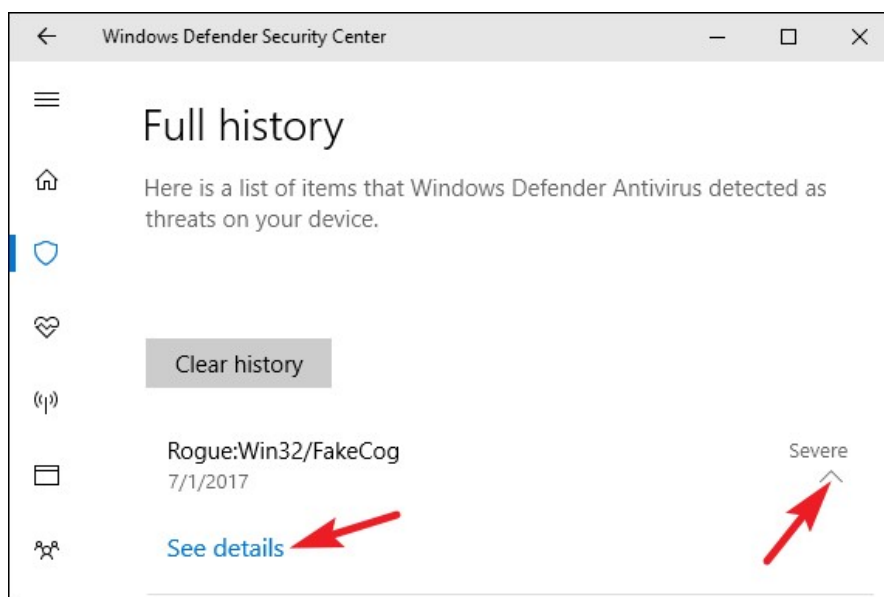 Windows Defender Security Center
Full history
Here is a list of items that Windows Defender Antivirus detected as
threats on your device.
Clear history
Rogue:Win32/FakeCog
Severe
7/1/2017
See details